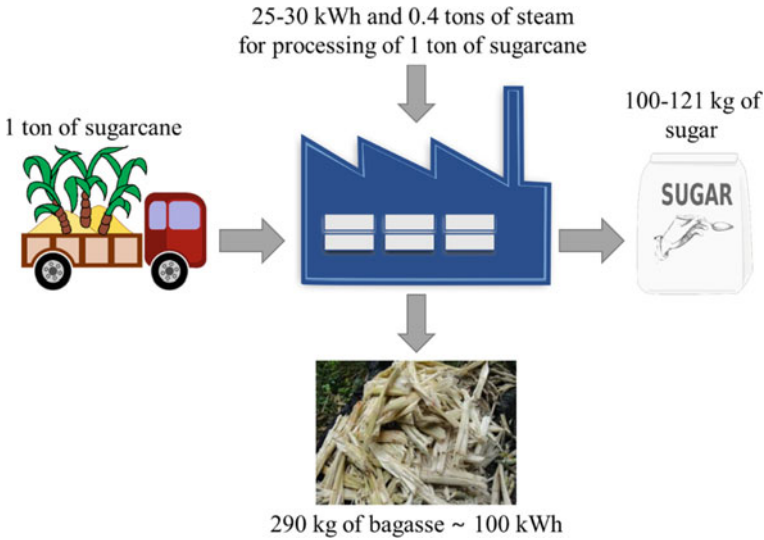 25-30 kWh and 0.4 tons of steam
for processing of 1 ton of sugarcane
1 ton of sugarcane
100-121 kg of
sugar
SUGAR
290 kg of bagasse ~ 100 kWh